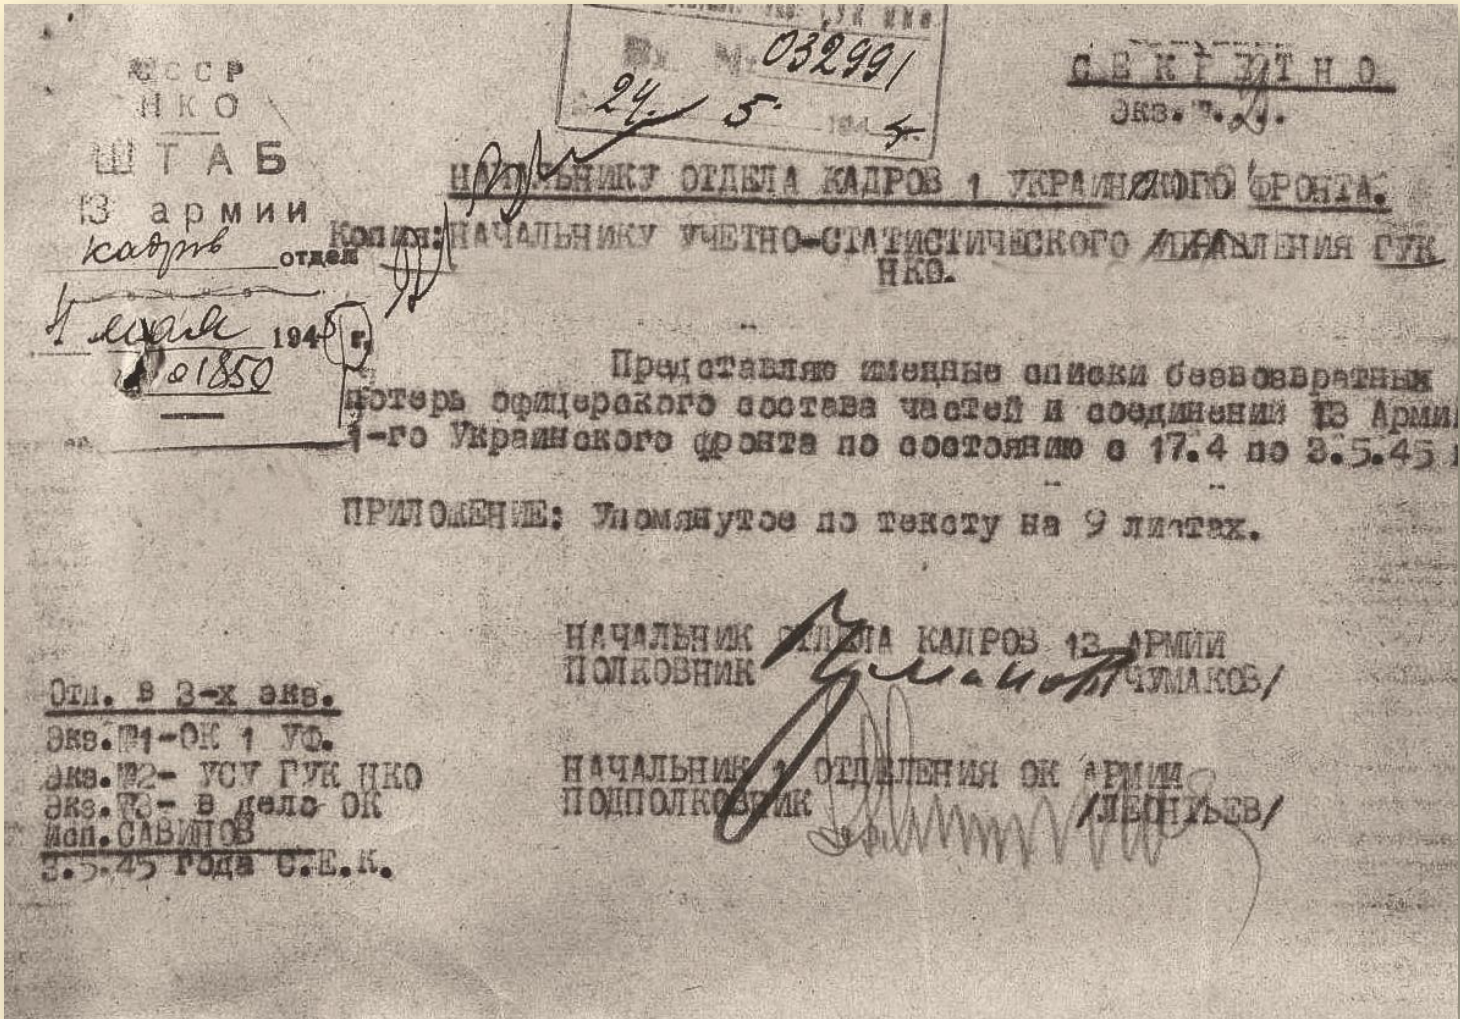 СССР
НКО
ШТАБ
13 армии
кадров отдел
4 мая 1945 г.
01850
Вх № 032991
24. 5. 194
СЕКРЕТНО
Экз.№.2.
НАЧАЛЬНИКУ ОТДЕЛА КАДРОВ 1 УКРАИНСКОГО ФРОНТА.
Копия: НАЧАЛЬНИКУ УЧЕТНО-СТАТИСТИЧЕСКОГО УПРАВЛЕНИЯ ГУК
НКО.
Представляю именные списки безвозвратных
потерь офицерского состава частей и соединений 13 Армии
1-го Украинского фронта по состоянию с 17.4 по 3.5.45 г
ПРИЛОЖЕНИЕ: Упомянутое по тексту на 9 листах.
НАЧАЛЬНИК ОТДЕЛА КАДРОВ 13 АРМИИ
ПОЛКОВНИК Чумаков /ЧУМАКОВ/
НАЧАЛЬНИК 1 ОТДЕЛЕНИЯ ОК АРМИИ
ПОДПОЛКОВНИК /ЛЕОНТЬЕВ/
Отп. в 3-х экз.
Экз.№1-ОК 1 УФ.
Экз.№2- УСУ ГУК НКО
Экз.№3- в дело ОК
Исп.САВИНОВ
3.5.45 года С.Е.К.